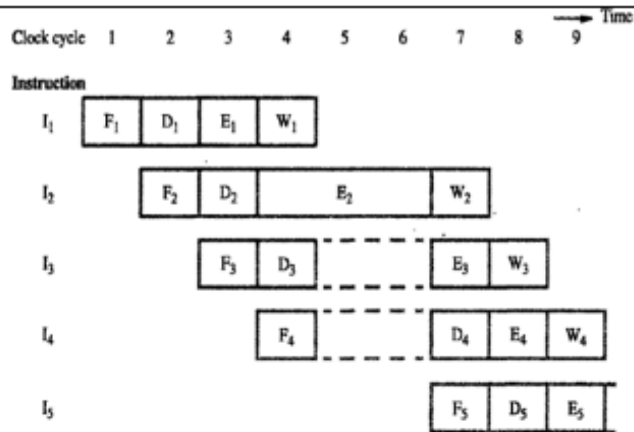 Time
Clock cycle 1 2 3 4 5 6 7 8 9
Instruction
I₁ F₁ D₁ E₁ W₁
I₂ F₂ D₂ E₂ W₂
I₃ F₃ D₃ E₃ W₃
I₄ F₄ D₄ E₄ W₄
I₅ F₅ D₅ E₅